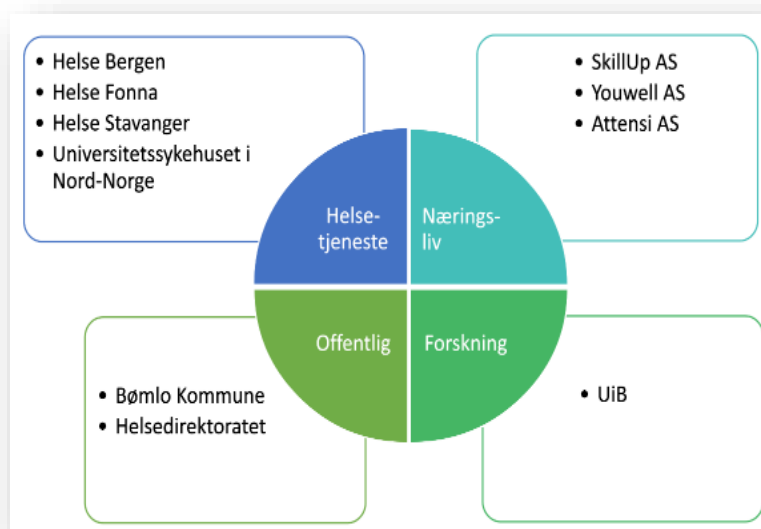 • Helse Bergen
• Helse Fonna
• Helse Stavanger
• Universitetssykehuset i
Nord-Norge
• SkillUp AS
• Youwell AS
• Attensi AS
Helse-
tjeneste
Nærings-
liv
Offentlig
Forskning
• Bømlo Kommune
• Helsedirektoratet
• UiB